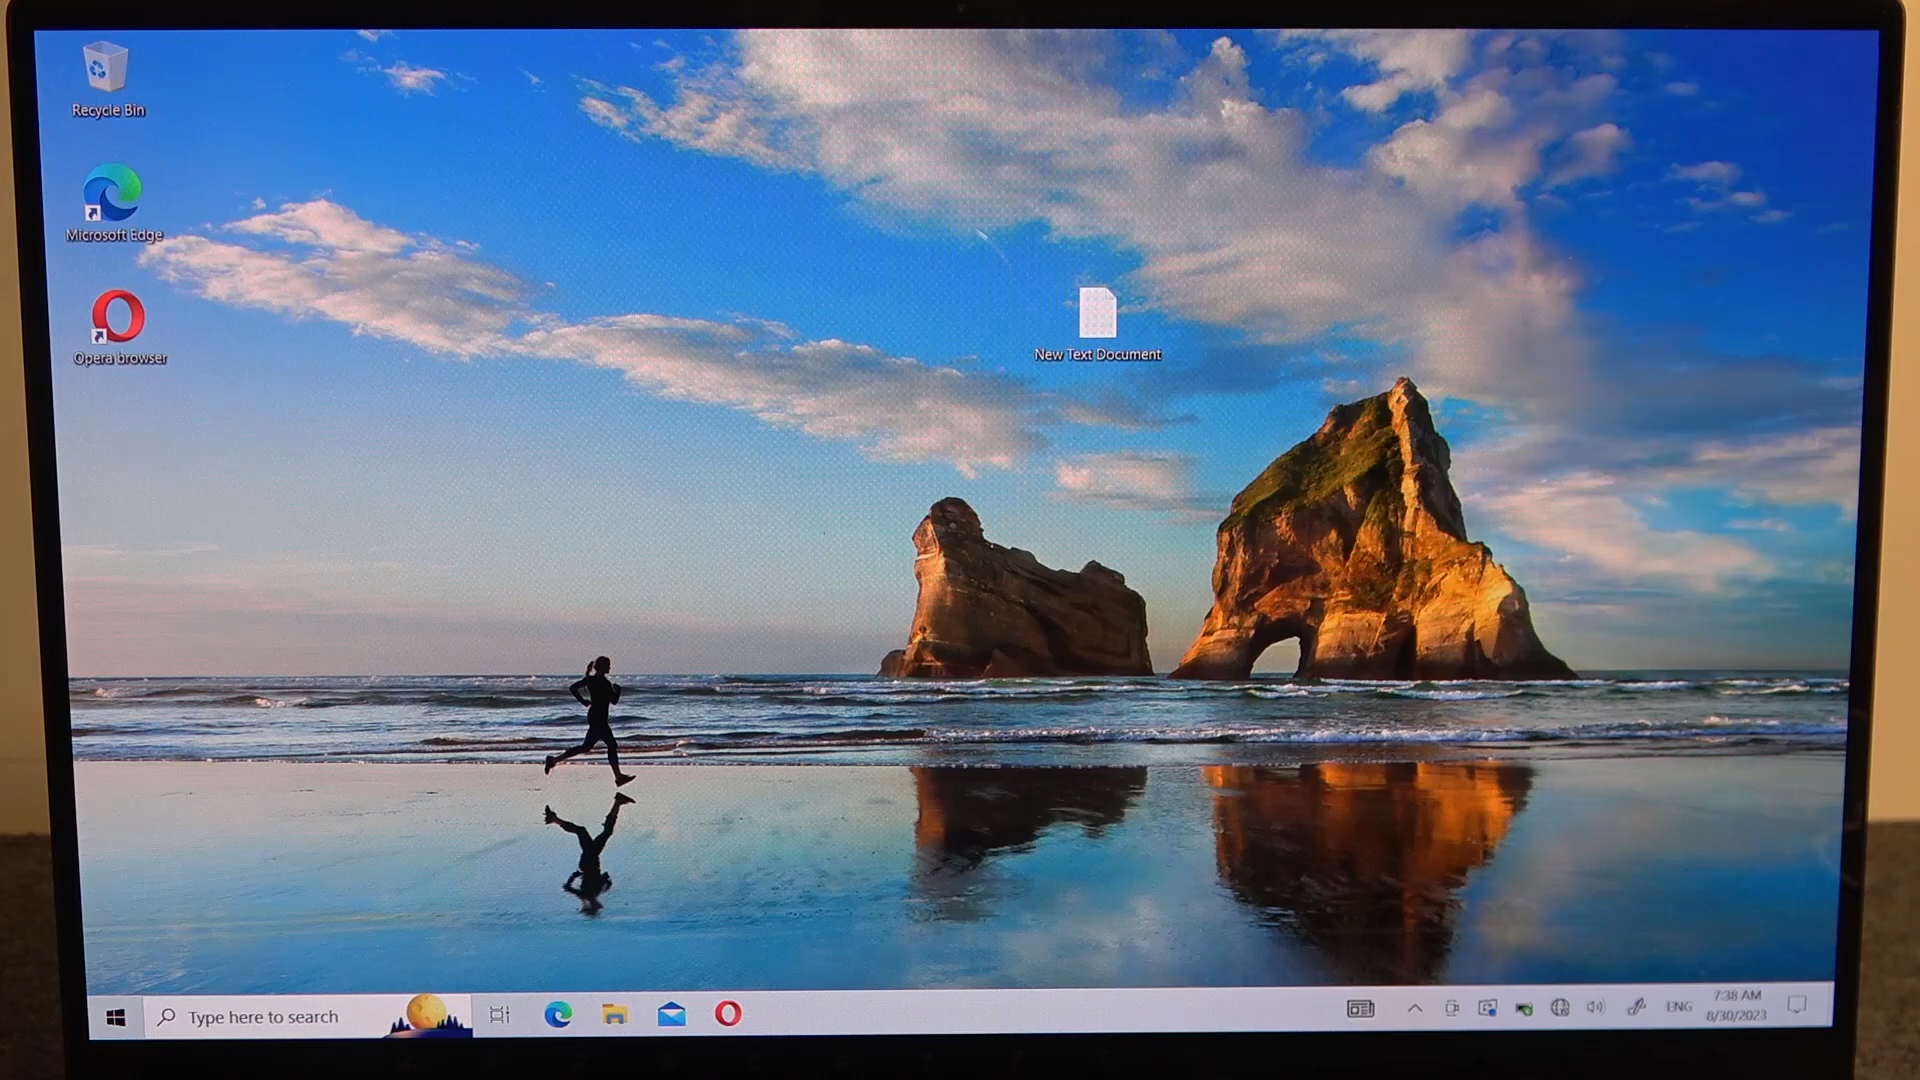 Recycle Bin
Microsoft Edge
Opera browser
New Text Document
Type here to search
ENG
7:38 AM
8/30/2023